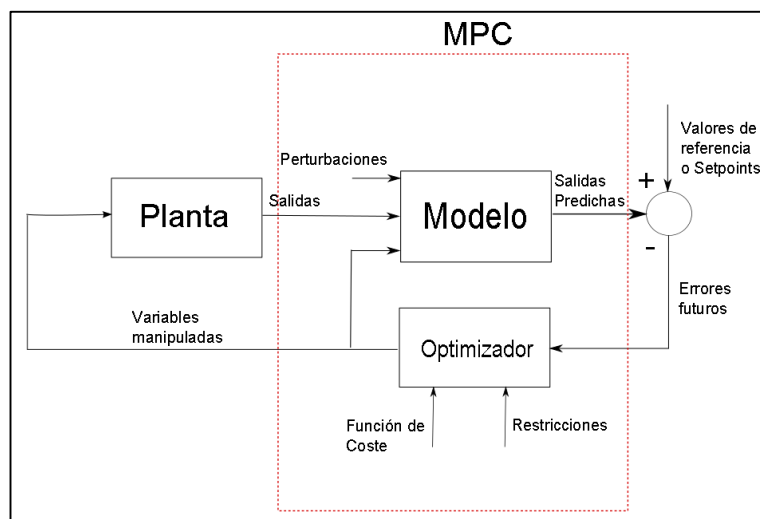 MPC
Valores de
referencia
o Setpoints
Perturbaciones
Planta
Salidas
Modelo
Salidas
Predichas
+
-
Errores
futuros
Variables
manipuladas
Optimizador
Función de
Coste
Restricciones